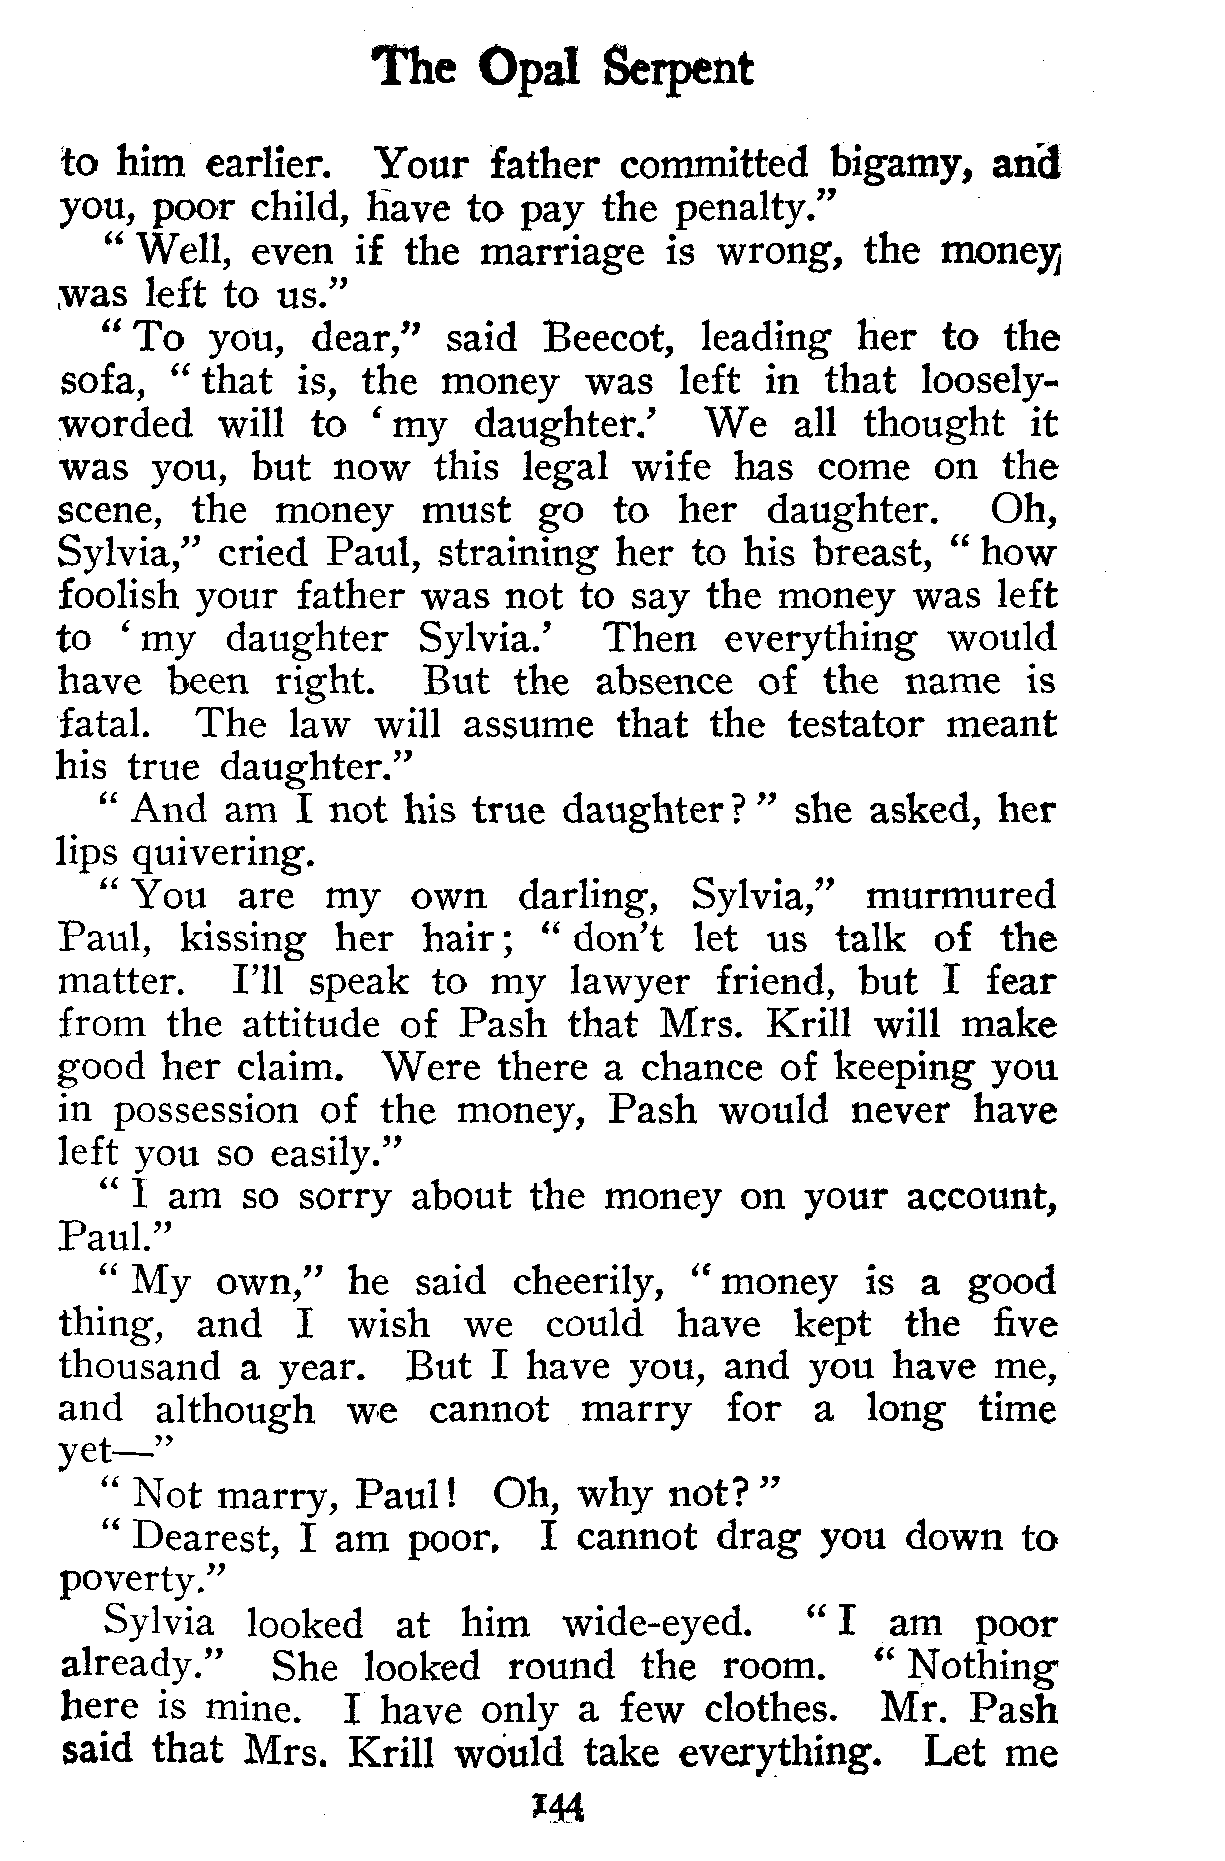 The Opal Serpent
to him earlier. Your father committed bigamy, and
you, poor child, have to pay the penalty.”
“ Well, even if the marriage is wrong, the money
was left to us.”
“ To you, dear,” said Beecot, leading her to the
sofa, “ that is, the money was left in that loosely-
worded will to ‘ my daughter.’ We all thought it
was you, but now this legal wife has come on the
scene, the money must go to her daughter. Oh,
Sylvia,” cried Paul, straining her to his breast, “ how
foolish your father was not to say the money was left
to ‘ my daughter Sylvia.’ Then everything would
have been right. But the absence of the name is
fatal. The law will assume that the testator meant
his true daughter.”
“ And am I not his true daughter? ” she asked, her
lips quivering.
“ You are my own darling, Sylvia,” murmured
Paul, kissing her hair; “ don’t let us talk of the
matter. I’ll speak to my lawyer friend, but I fear
from the attitude of Pash that Mrs. Krill will make
good her claim. Were there a chance of keeping you
in possession of the money, Pash would never have
left you so easily.”
“ I am so sorry about the money on your account,
Paul.”
“ My own,” he said cheerily, “ money is a good
thing, and I wish we could have kept the five
thousand a year. But I have you, and you have me,
and although we cannot marry for a long time
yet—”
“ Not marry, Paul! Oh, why not? ”
“ Dearest, I am poor. I cannot drag you down to
poverty.”
Sylvia looked at him wide-eyed. “ I am poor
already.” She looked round the room. “ Nothing
here is mine. I have only a few clothes. Mr. Pash
said that Mrs. Krill would take everything. Let me
144